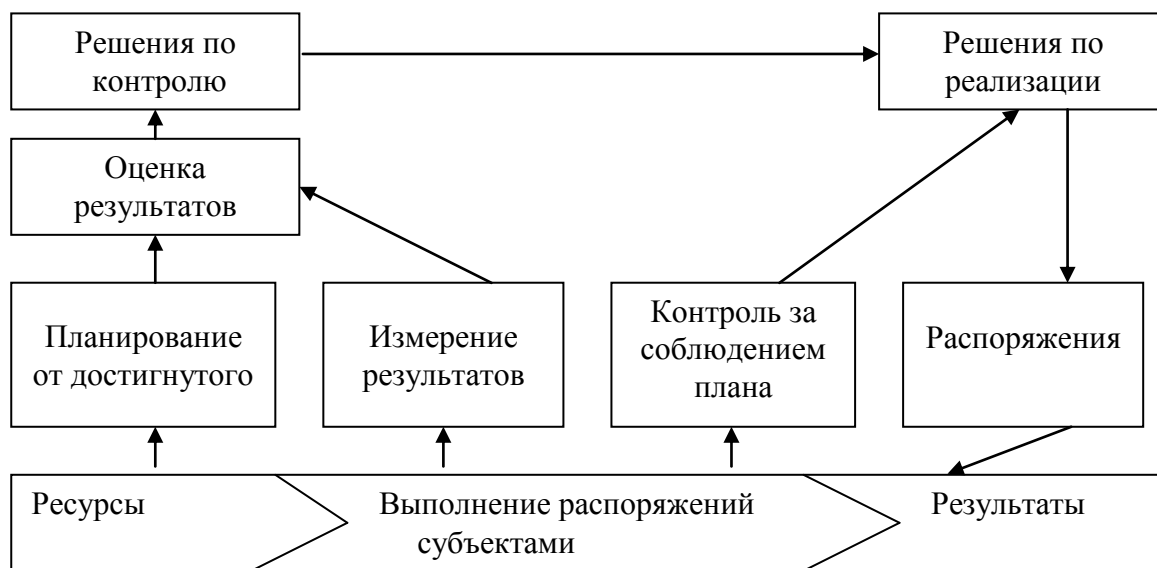 Решения по
контролю
Решения по
реализации
Оценка
результатов
Планирование
от достигнутого
Измерение
результатов
Контроль за
соблюдением
плана
Распоряжения
Ресурсы
Выполнение распоряжений
субъектами
Результаты